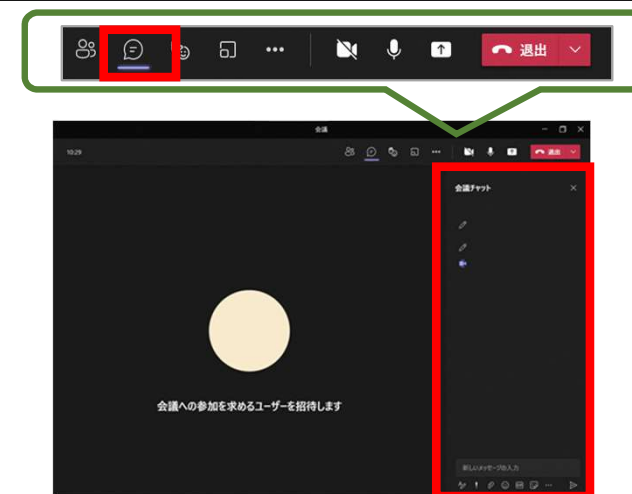 退出
会議
10:29
退出
会議チャット
会議への参加を求めるユーザーを招待します
新しいメッセージの入力